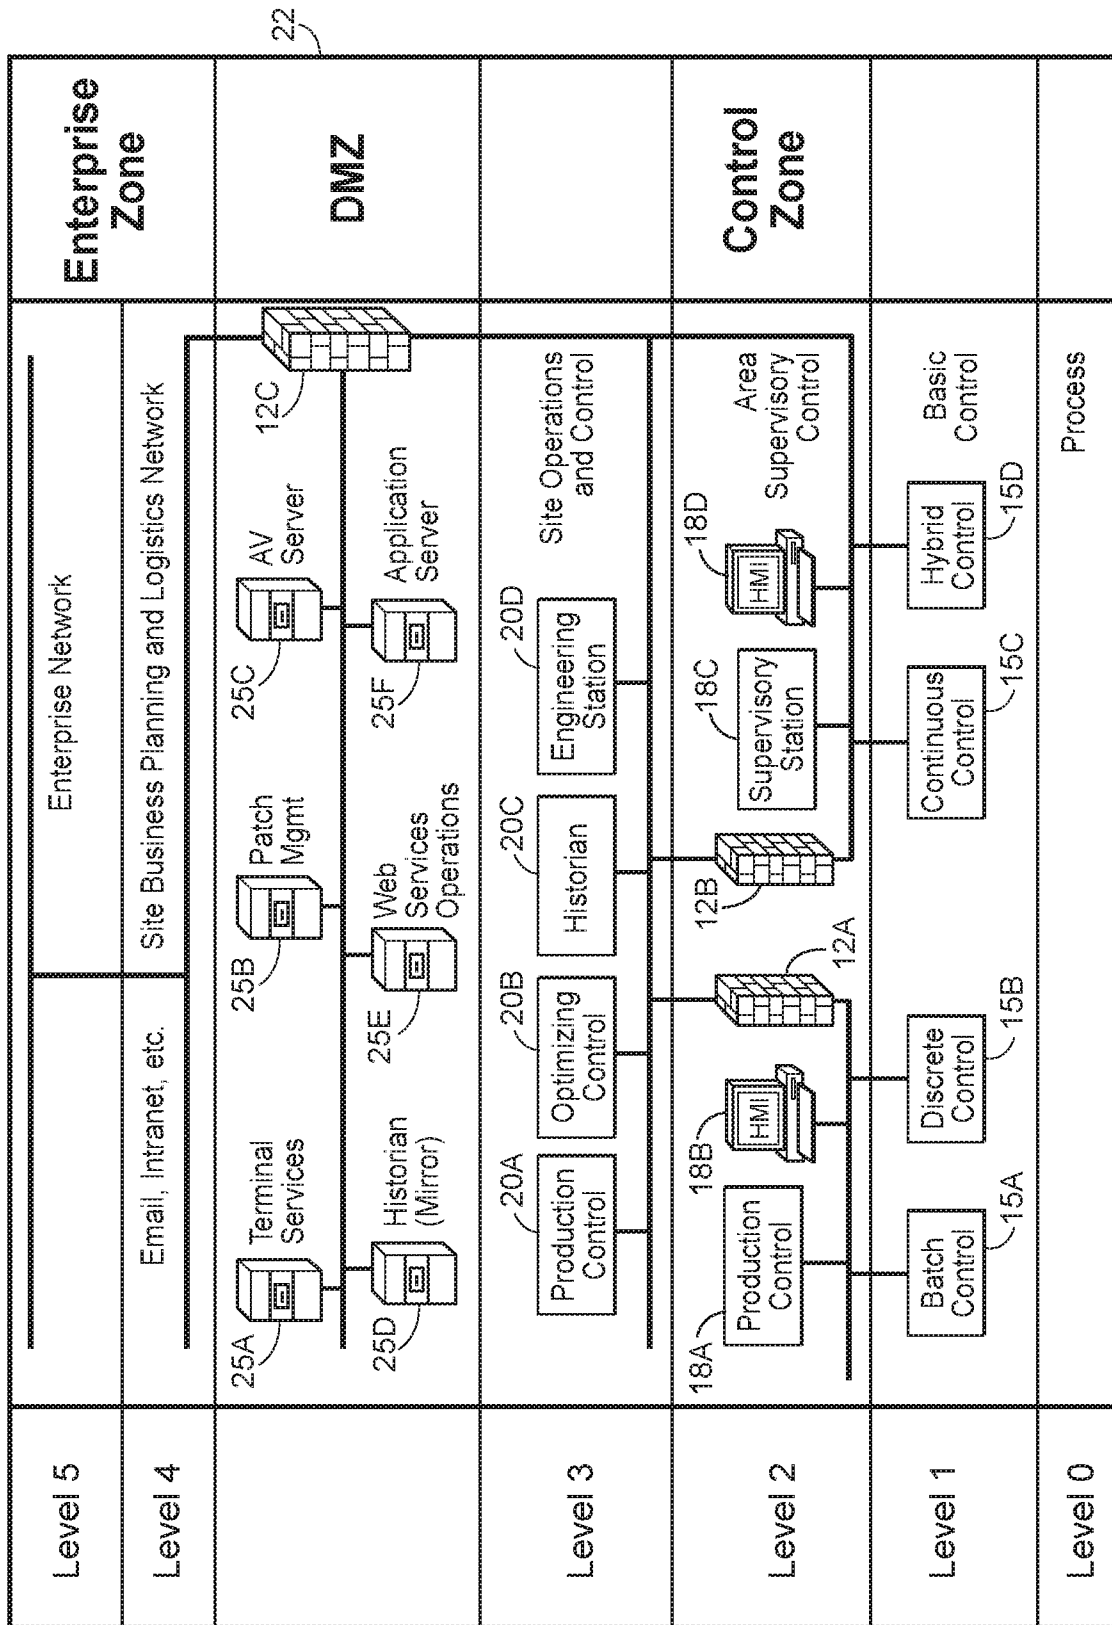 22
Level 5
Enterprise Network
Enterprise
Zone
Level 4
Email, Intranet, etc.
Site Business Planning and Logistics Network
25A
Terminal
Services
25B
Patch
Mgmt
25C
AV
Server
12C
DMZ
25D
Historian
(Mirror)
25E
Web
Services
Operations
25F
Application
Server
Level 3
20A
Production
Control
20B
Optimizing
Control
20C
Historian
20D
Engineering
Station
Site Operations
and Control
Level 2
18A
Production
Control
18B
HMI
12A
12B
18C
Supervisory
Station
18D
HMI
Area
Supervisory
Control
Control
Zone
Level 1
Batch
Control
15A
Discrete
Control
15B
Continuous
Control
15C
Hybrid
Control
15D
Basic
Control
Level 0
Process